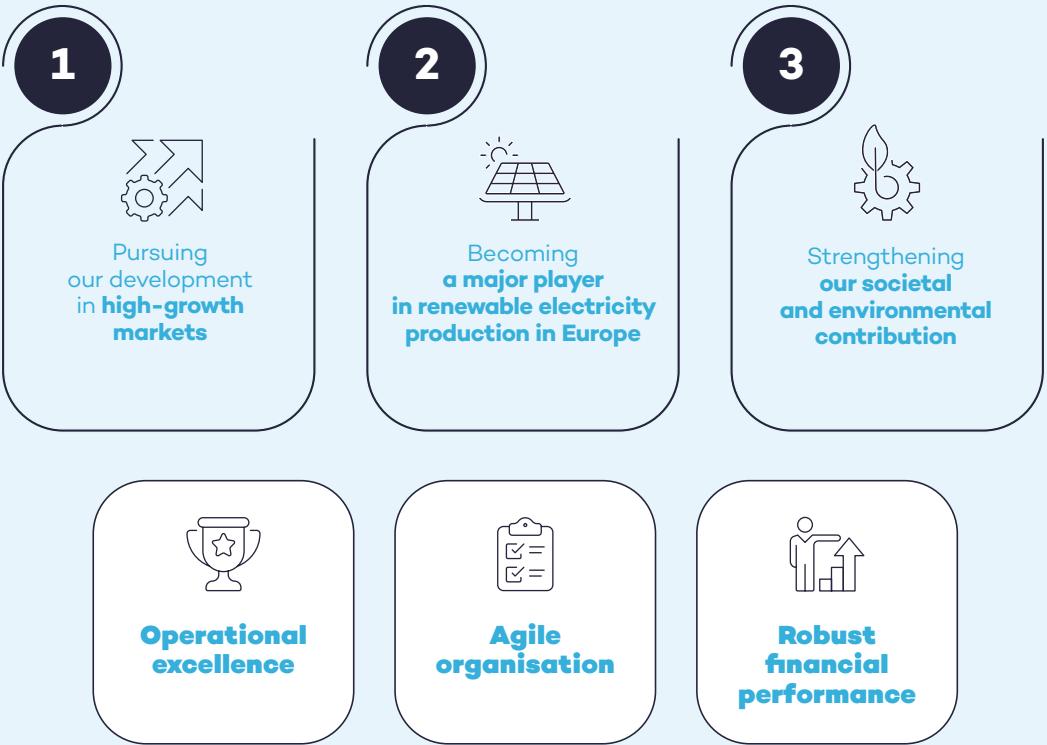 1
Pursuing
our development
in high-growth
markets
2
Becoming
a major player
in renewable electricity
production in Europe
3
Strengthening
our societal
and environmental
contribution
Operational
excellence
Agile
organisation
Robust
financial
performance